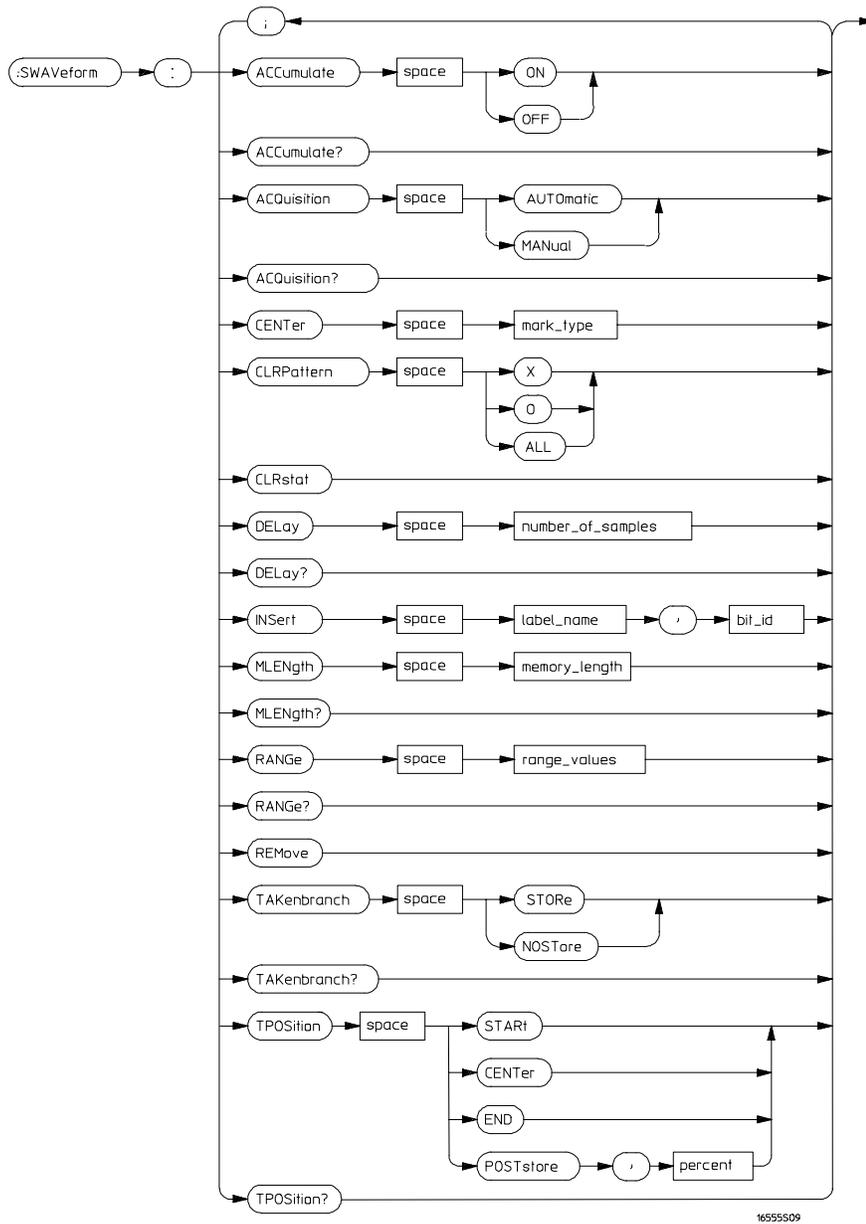 ;
:SWAVeform : ACCumulate space ON
OFF
ACCumulate?
ACQuisition space AUTOmatic
MANual
ACQuisition?
CENTer space mark_type
CLRPattern space X
O
ALL
CLRstat
DELay space number_of_samples
DELay?
INSert space label_name , bit_id
MLENgth space memory_length
MLENgth?
RANGe space range_values
RANGe?
REMove
TAKenbranch space STORe
NOSTore
TAKenbranch?
TPOSition space STARt
CENTer
END
POSTstore , percent
TPOSition?
16555S09